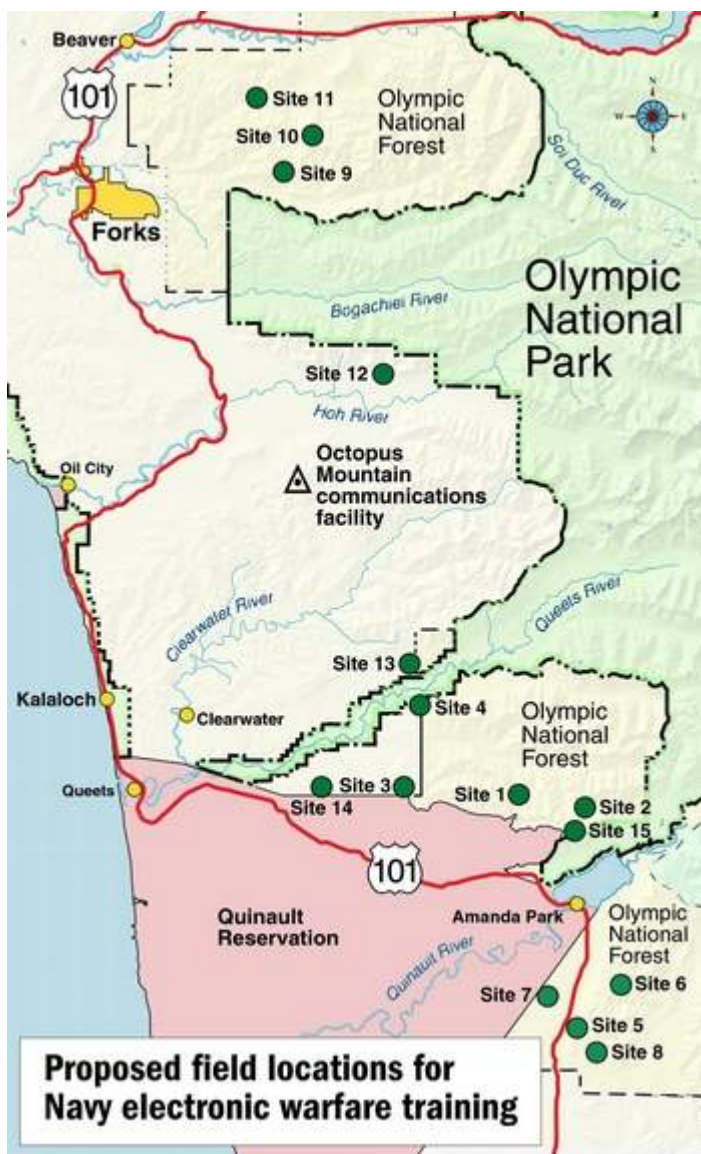 Beaver
101
Site 11
Site 10
Site 9
Olympic
National
Forest
N
W
E
S
Sol Duc River
Forks
Olympic
National
Park
Bogachiel River
Site 12
Hoh River
Oil City
Octopus
Mountain
communications
facility
Clearwater River
Queets River
Site 13
Kalaloch
Clearwater
Site 4
Olympic
National
Forest
Queets
Site 14
Site 3
Site 1
Site 2
Site 15
101
Quinault
Reservation
Amanda Park
Olympic
National
Forest
Quinault River
Site 7
Site 6
Site 5
Site 8
Proposed field locations for
Navy electronic warfare training